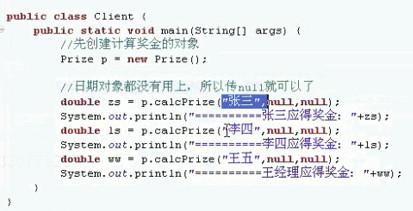 public class Client {
public static void main(String[] args) {
//先创建计算奖金的对象
Prize p = new Prize();
//日期对象都没有用上，所以传null就可以了
double zs = p.calcPrize("张三",null,null);
System.out.println("==========张三应得奖金："+zs);
double ls = p.calcPrize("李四",null,null);
System.out.println("==========李四应得奖金："+ls);
double ww = p.calcPrize("王五",null,null);
System.out.println("==========王经理应得奖金："+ww);
}
}